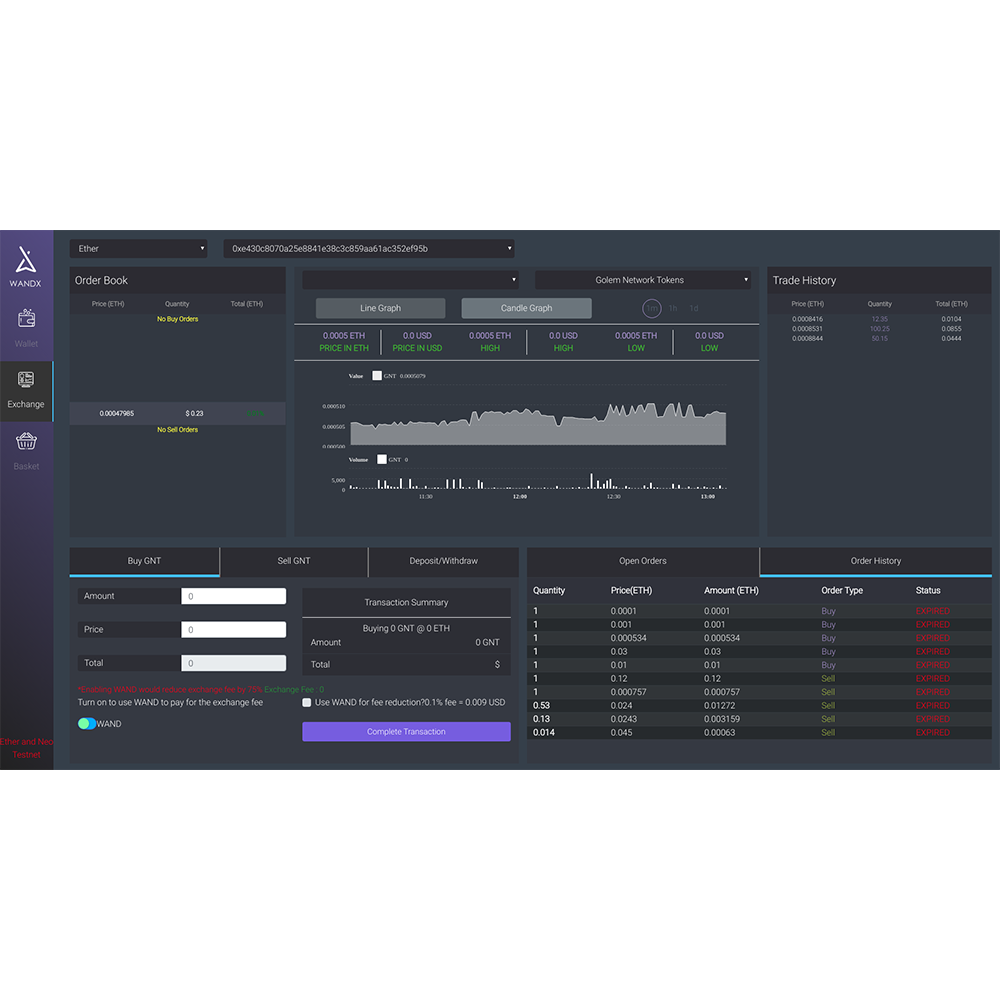 WANDX
Wallet
Exchange
Basket
Ether and Neo
Testnet
Ether
0xe430c8070a25e8841e38c3c859aa61ac352ef95b
Order Book
Price (ETH) Quantity Total (ETH)
No Buy Orders
0.00047985 $ 0.23
No Sell Orders
Golem Network Tokens
Line Graph Candle Graph 1m 1h 1d
0.0005 ETH 0.0 USD 0.0005 ETH 0.0 USD 0.0005 ETH 0.0 USD
PRICE IN ETH PRICE IN USD HIGH HIGH LOW LOW
Value GNT 0.0005079
0.000510
0.000505
0.000500
Volume GNT 0
5,000
0
11:30 12:00 12:30 13:00
Trade History
Price (ETH) Quantity Total (ETH)
0.0008416 12.35 0.0104
0.0008531 100.25 0.0855
0.0008844 50.15 0.0444
Buy GNT Sell GNT Deposit/Withdraw
Amount 0
Price 0
Total 0
*Enabling WAND would reduce exchange fee by 75% Exchange Fee : 0
Turn on to use WAND to pay for the exchange fee
WAND
Transaction Summary
Buying 0 GNT @ 0 ETH
Amount 0 GNT
Total $
Use WAND for fee reduction?0.1% fee = 0.009 USD
Complete Transaction
Open Orders Order History
Quantity Price(ETH) Amount (ETH) Order Type Status
1 0.0001 0.0001 Buy EXPIRED
1 0.001 0.001 Buy EXPIRED
1 0.000534 0.000534 Buy EXPIRED
1 0.03 0.03 Buy EXPIRED
1 0.01 0.01 Buy EXPIRED
1 0.12 0.12 Sell EXPIRED
1 0.000757 0.000757 Sell EXPIRED
0.53 0.024 0.01272 Sell EXPIRED
0.13 0.0243 0.003159 Sell EXPIRED
0.014 0.045 0.00063 Sell EXPIRED